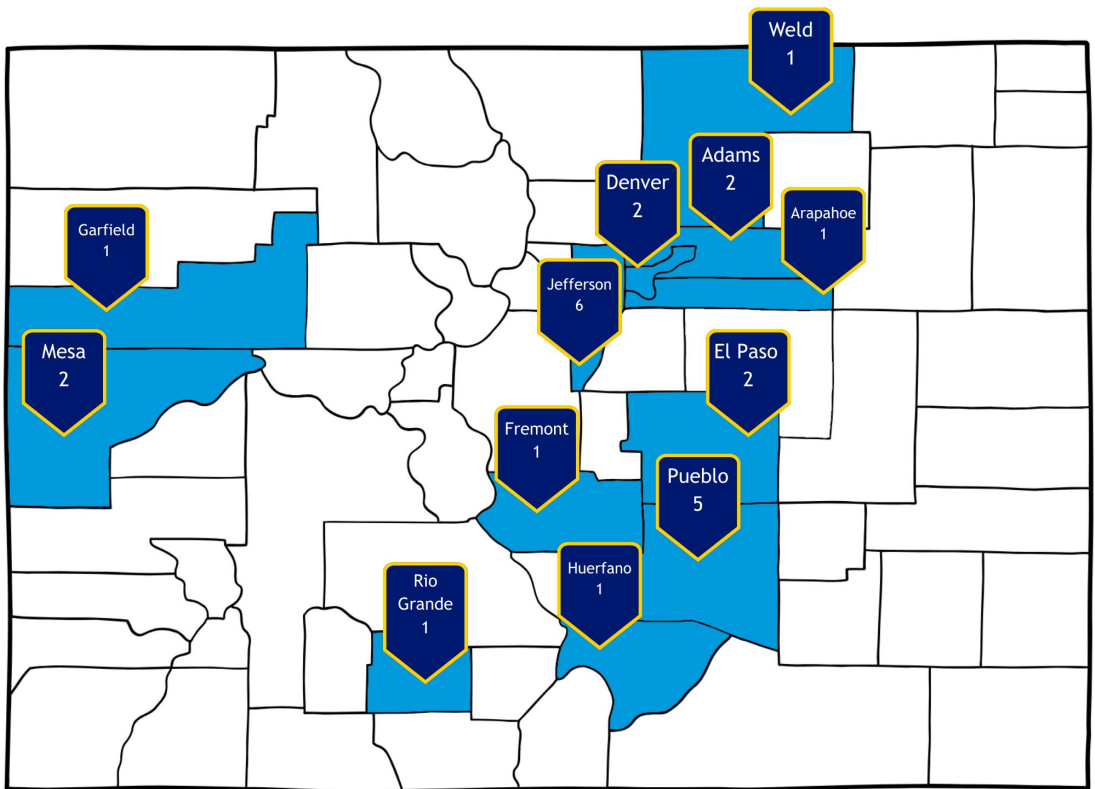 Weld
1
Adams
2
Denver
2
Arapahoe
1
Garfield
1
Jefferson
6
Mesa
2
El Paso
2
Fremont
1
Pueblo
5
Huerfano
1
Rio
Grande
1